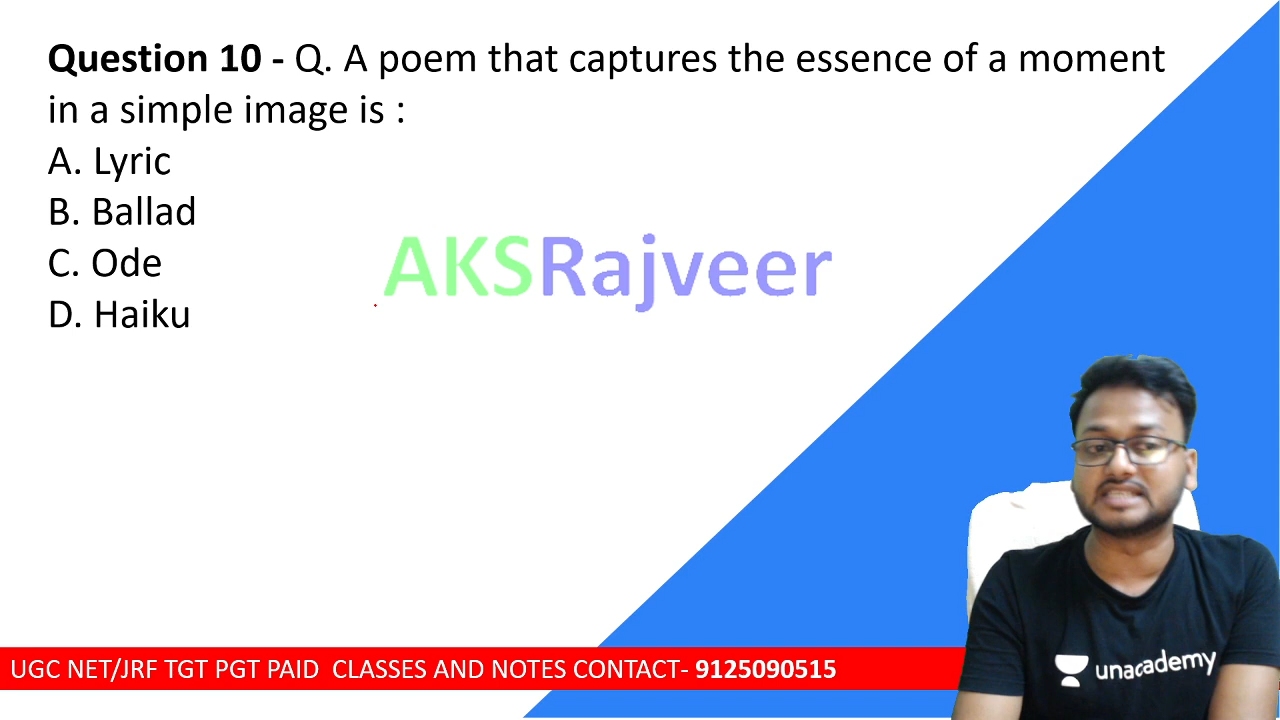 Question 10 - Q. A poem that captures the essence of a moment
in a simple image is :
A. Lyric
B. Ballad
C. Ode
D. Haiku
AKSRajveer
UGC NET/JRF TGT PGT PAID CLASSES AND NOTES CONTACT- 9125090515
unacademy